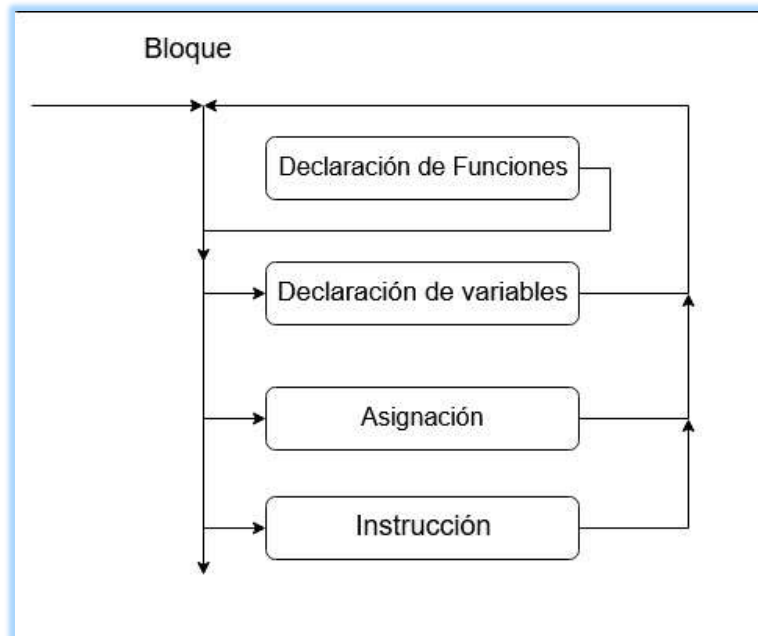 Bloque
Declaración de Funciones
Declaración de variables
Asignación
Instrucción